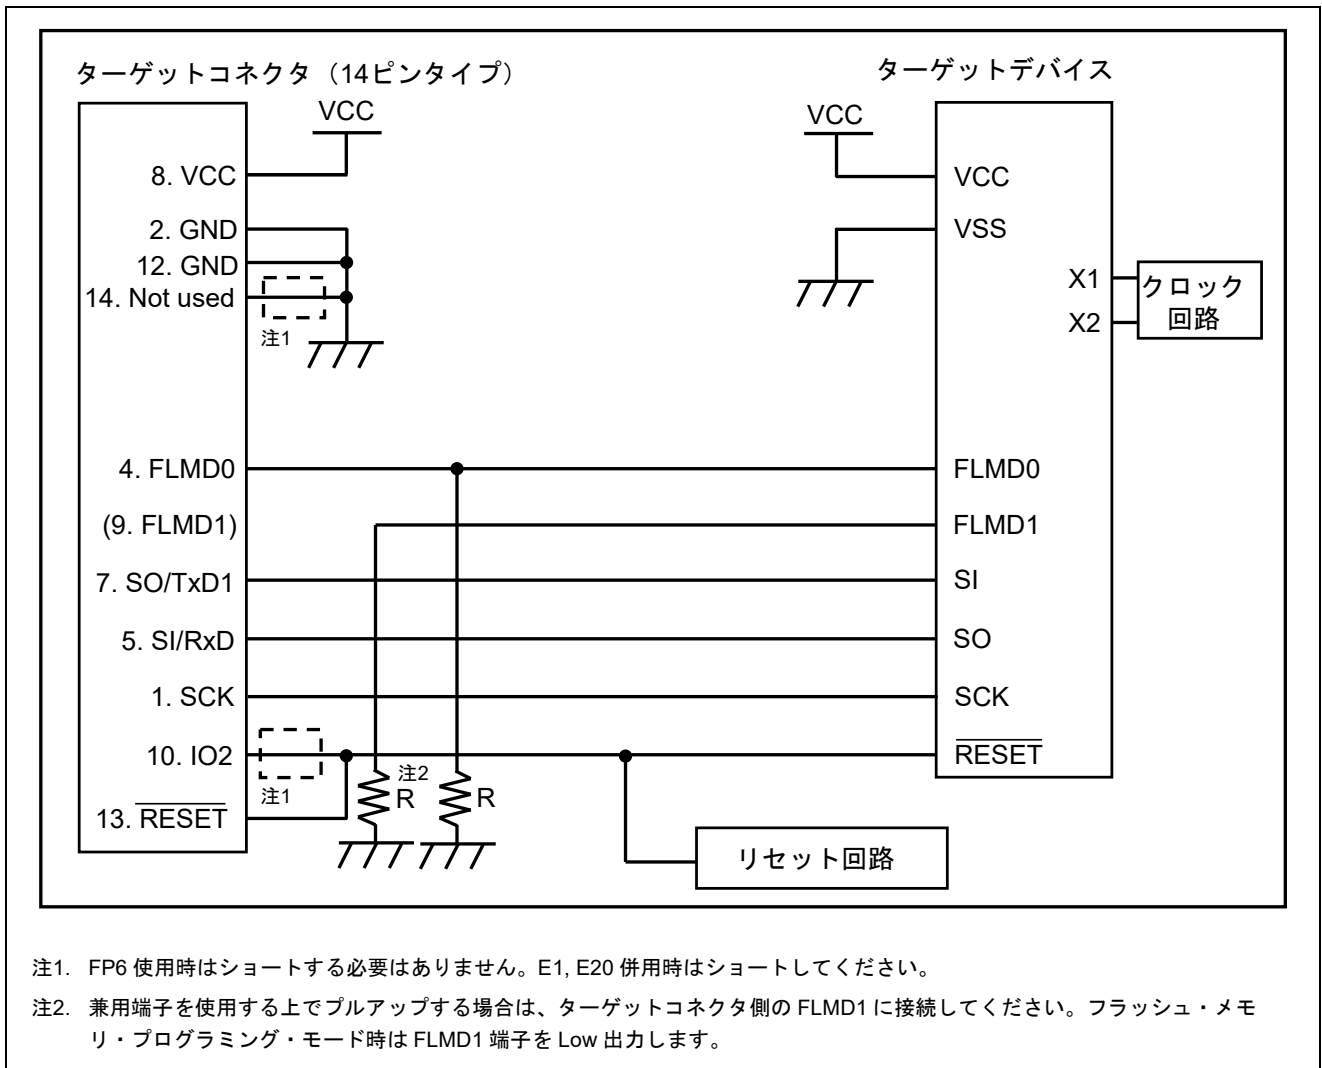 ターゲットコネクタ（14ピンタイプ）
ターゲットデバイス
VCC
VCC
8. VCC
VCC
2. GND
VSS
12. GND
14. Not used
注1
X1
X2
クロック
回路
4. FLMD0
FLMD0
(9. FLMD1)
FLMD1
7. SO/TxD1
SI
5. SI/RxD
SO
1. SCK
SCK
10. IO2
RESET
注1
注2
R
R
13. RESET
リセット回路
注1. FP6 使用時はショートする必要はありません。E1, E20 併用時はショートしてください。
注2. 兼用端子を使用する上でプルアップする場合は、ターゲットコネクタ側の FLMD1 に接続してください。フラッシュ・メモ
リ・プログラミング・モード時は FLMD1 端子を Low 出力します。